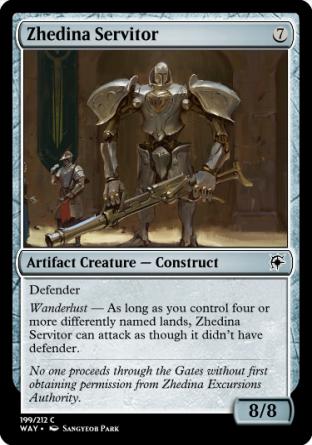 Zhedina Servitor 7
Artifact Creature — Construct
Defender
Wanderlust — As long as you control four or
more differently named lands, Zhedina
Servitor can attack as though it didn't have
defender.
No one proceeds through the Gates without first
obtaining permission from Zhedina Excursions
Authority.
8/8
199/212 C
WAY • Sangyeob Park